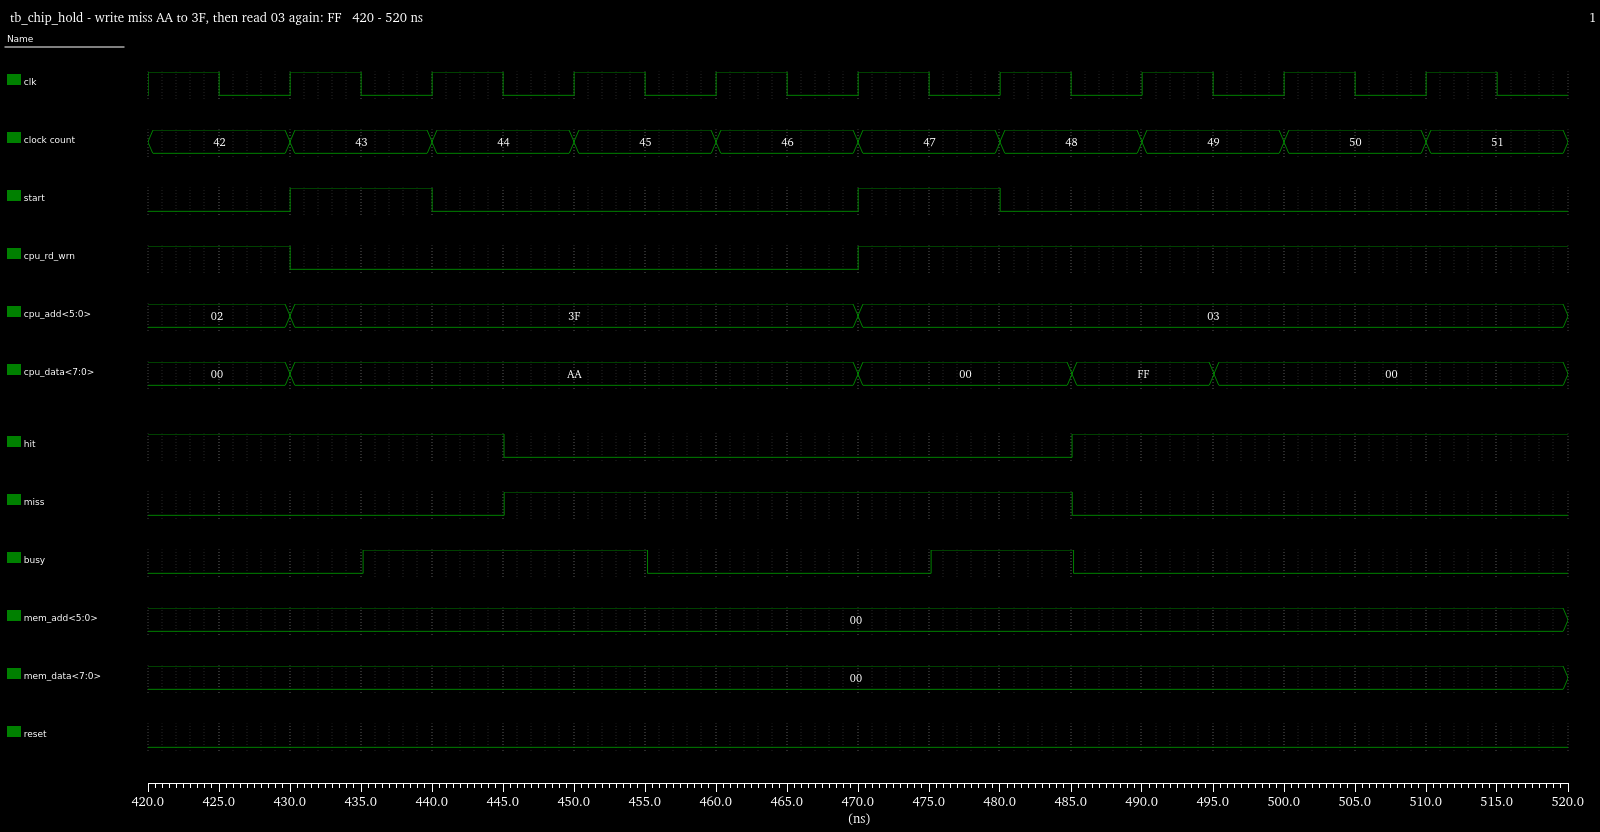 tb_chip_hold - write miss AA to 3F, then read 03 again: FF   420 - 520 ns
1
Name
clk
clock count 42 43 44 45 46 47 48 49 50 51
start
cpu_rd_wrn
cpu_add<5:0> 02 3F 03
cpu_data<7:0> 00 AA 00 FF 00
hit
miss
busy
mem_add<5:0> 00
mem_data<7:0> 00
reset
420.0 425.0 430.0 435.0 440.0 445.0 450.0 455.0 460.0 465.0 470.0 475.0 480.0 485.0 490.0 495.0 500.0 505.0 510.0 515.0 520.0
(ns)